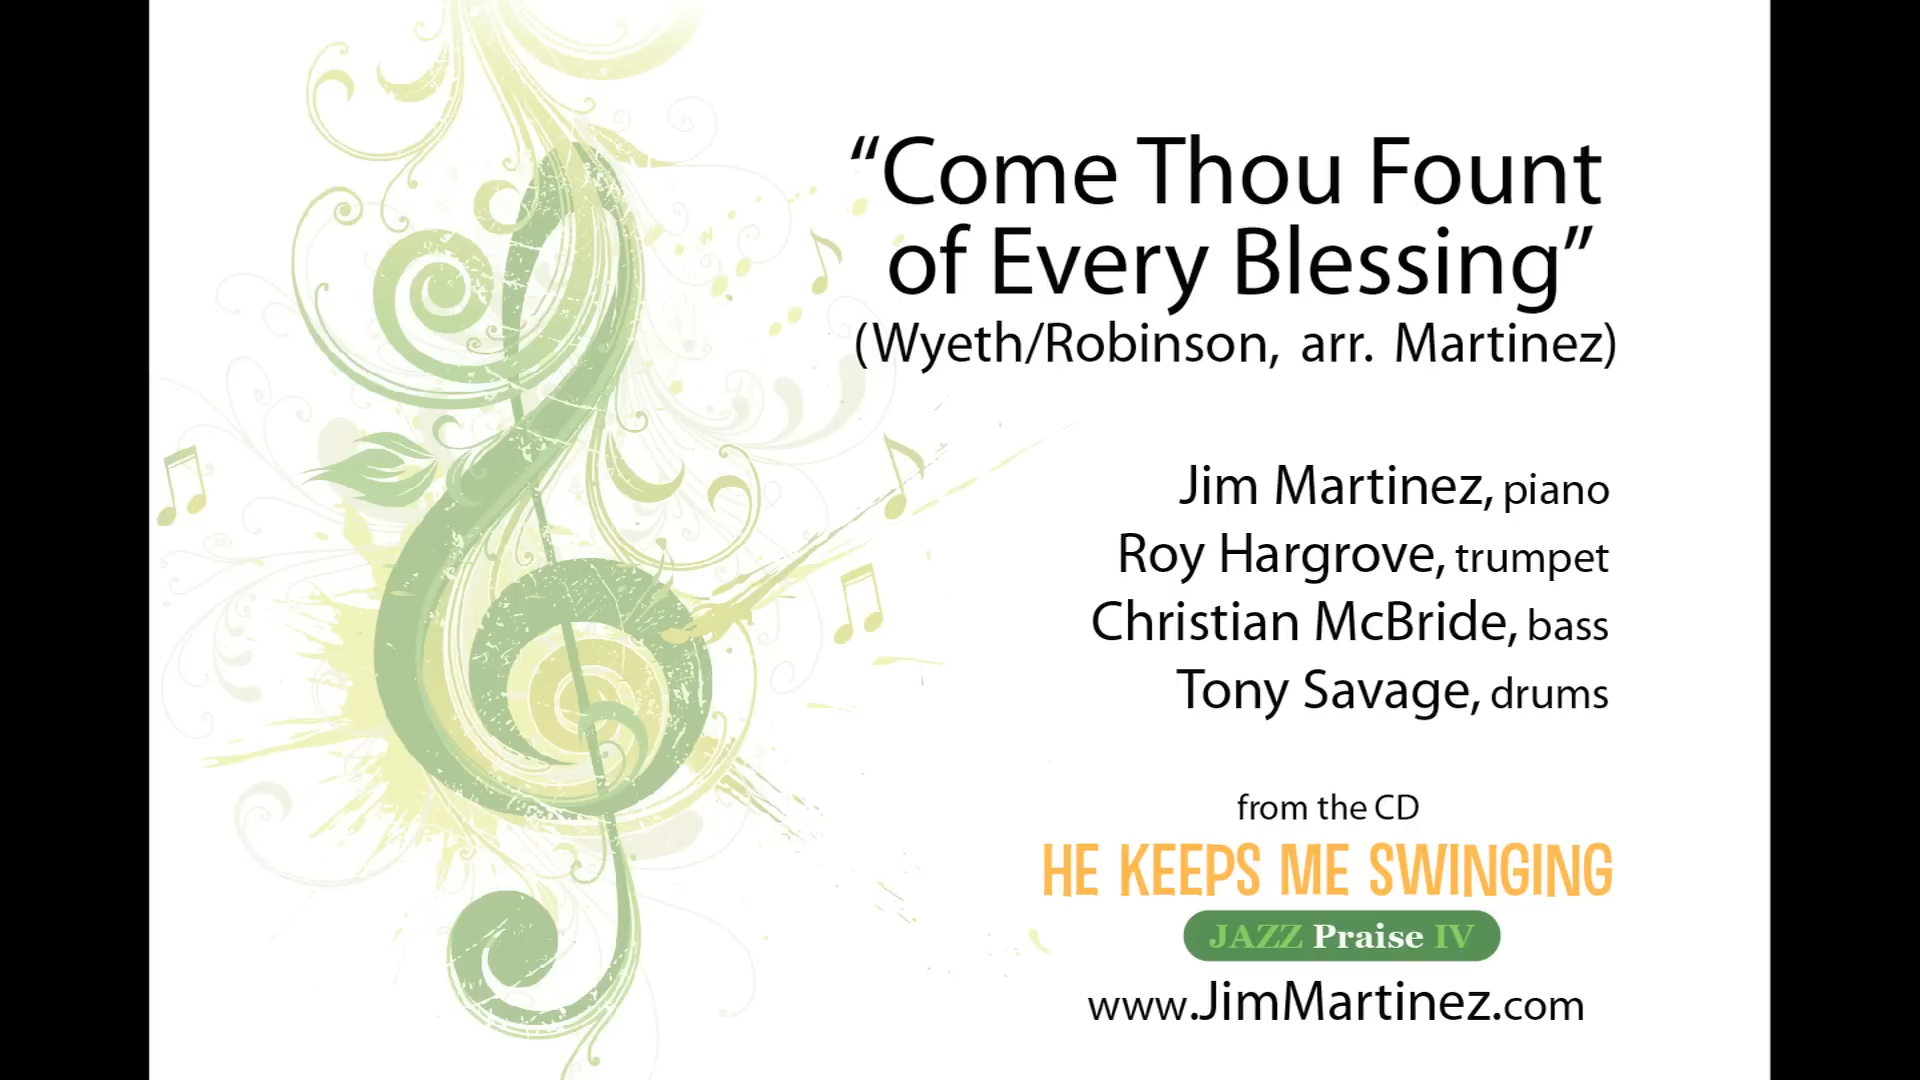 “Come Thou Fount
of Every Blessing”
(Wyeth/Robinson, arr. Martinez)
Jim Martinez, piano
Roy Hargrove, trumpet
Christian McBride, bass
Tony Savage, drums
from the CD
HE KEEPS ME SWINGING
JAZZ Praise IV
www.JimMartinez.com